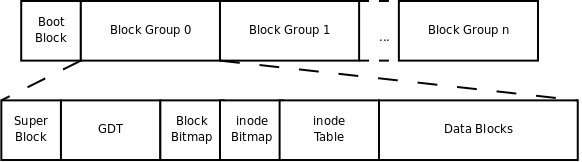 Boot
Block
Block Group 0
Block Group 1
...
Block Group n
Super
Block
GDT
Block
Bitmap
inode
Bitmap
inode
Table
Data Blocks